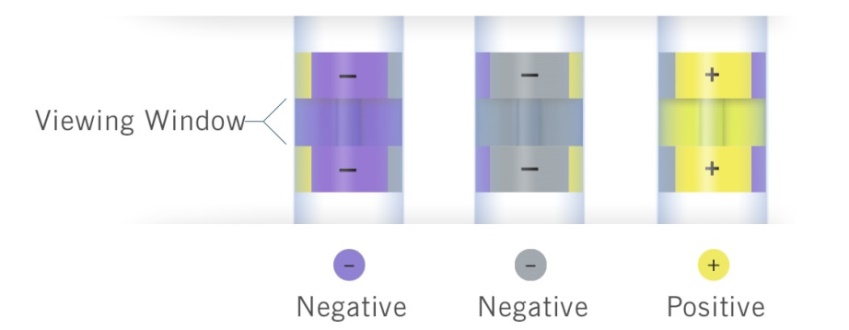 − − +
Viewing Window
− − +
- - +
Negative Negative Positive